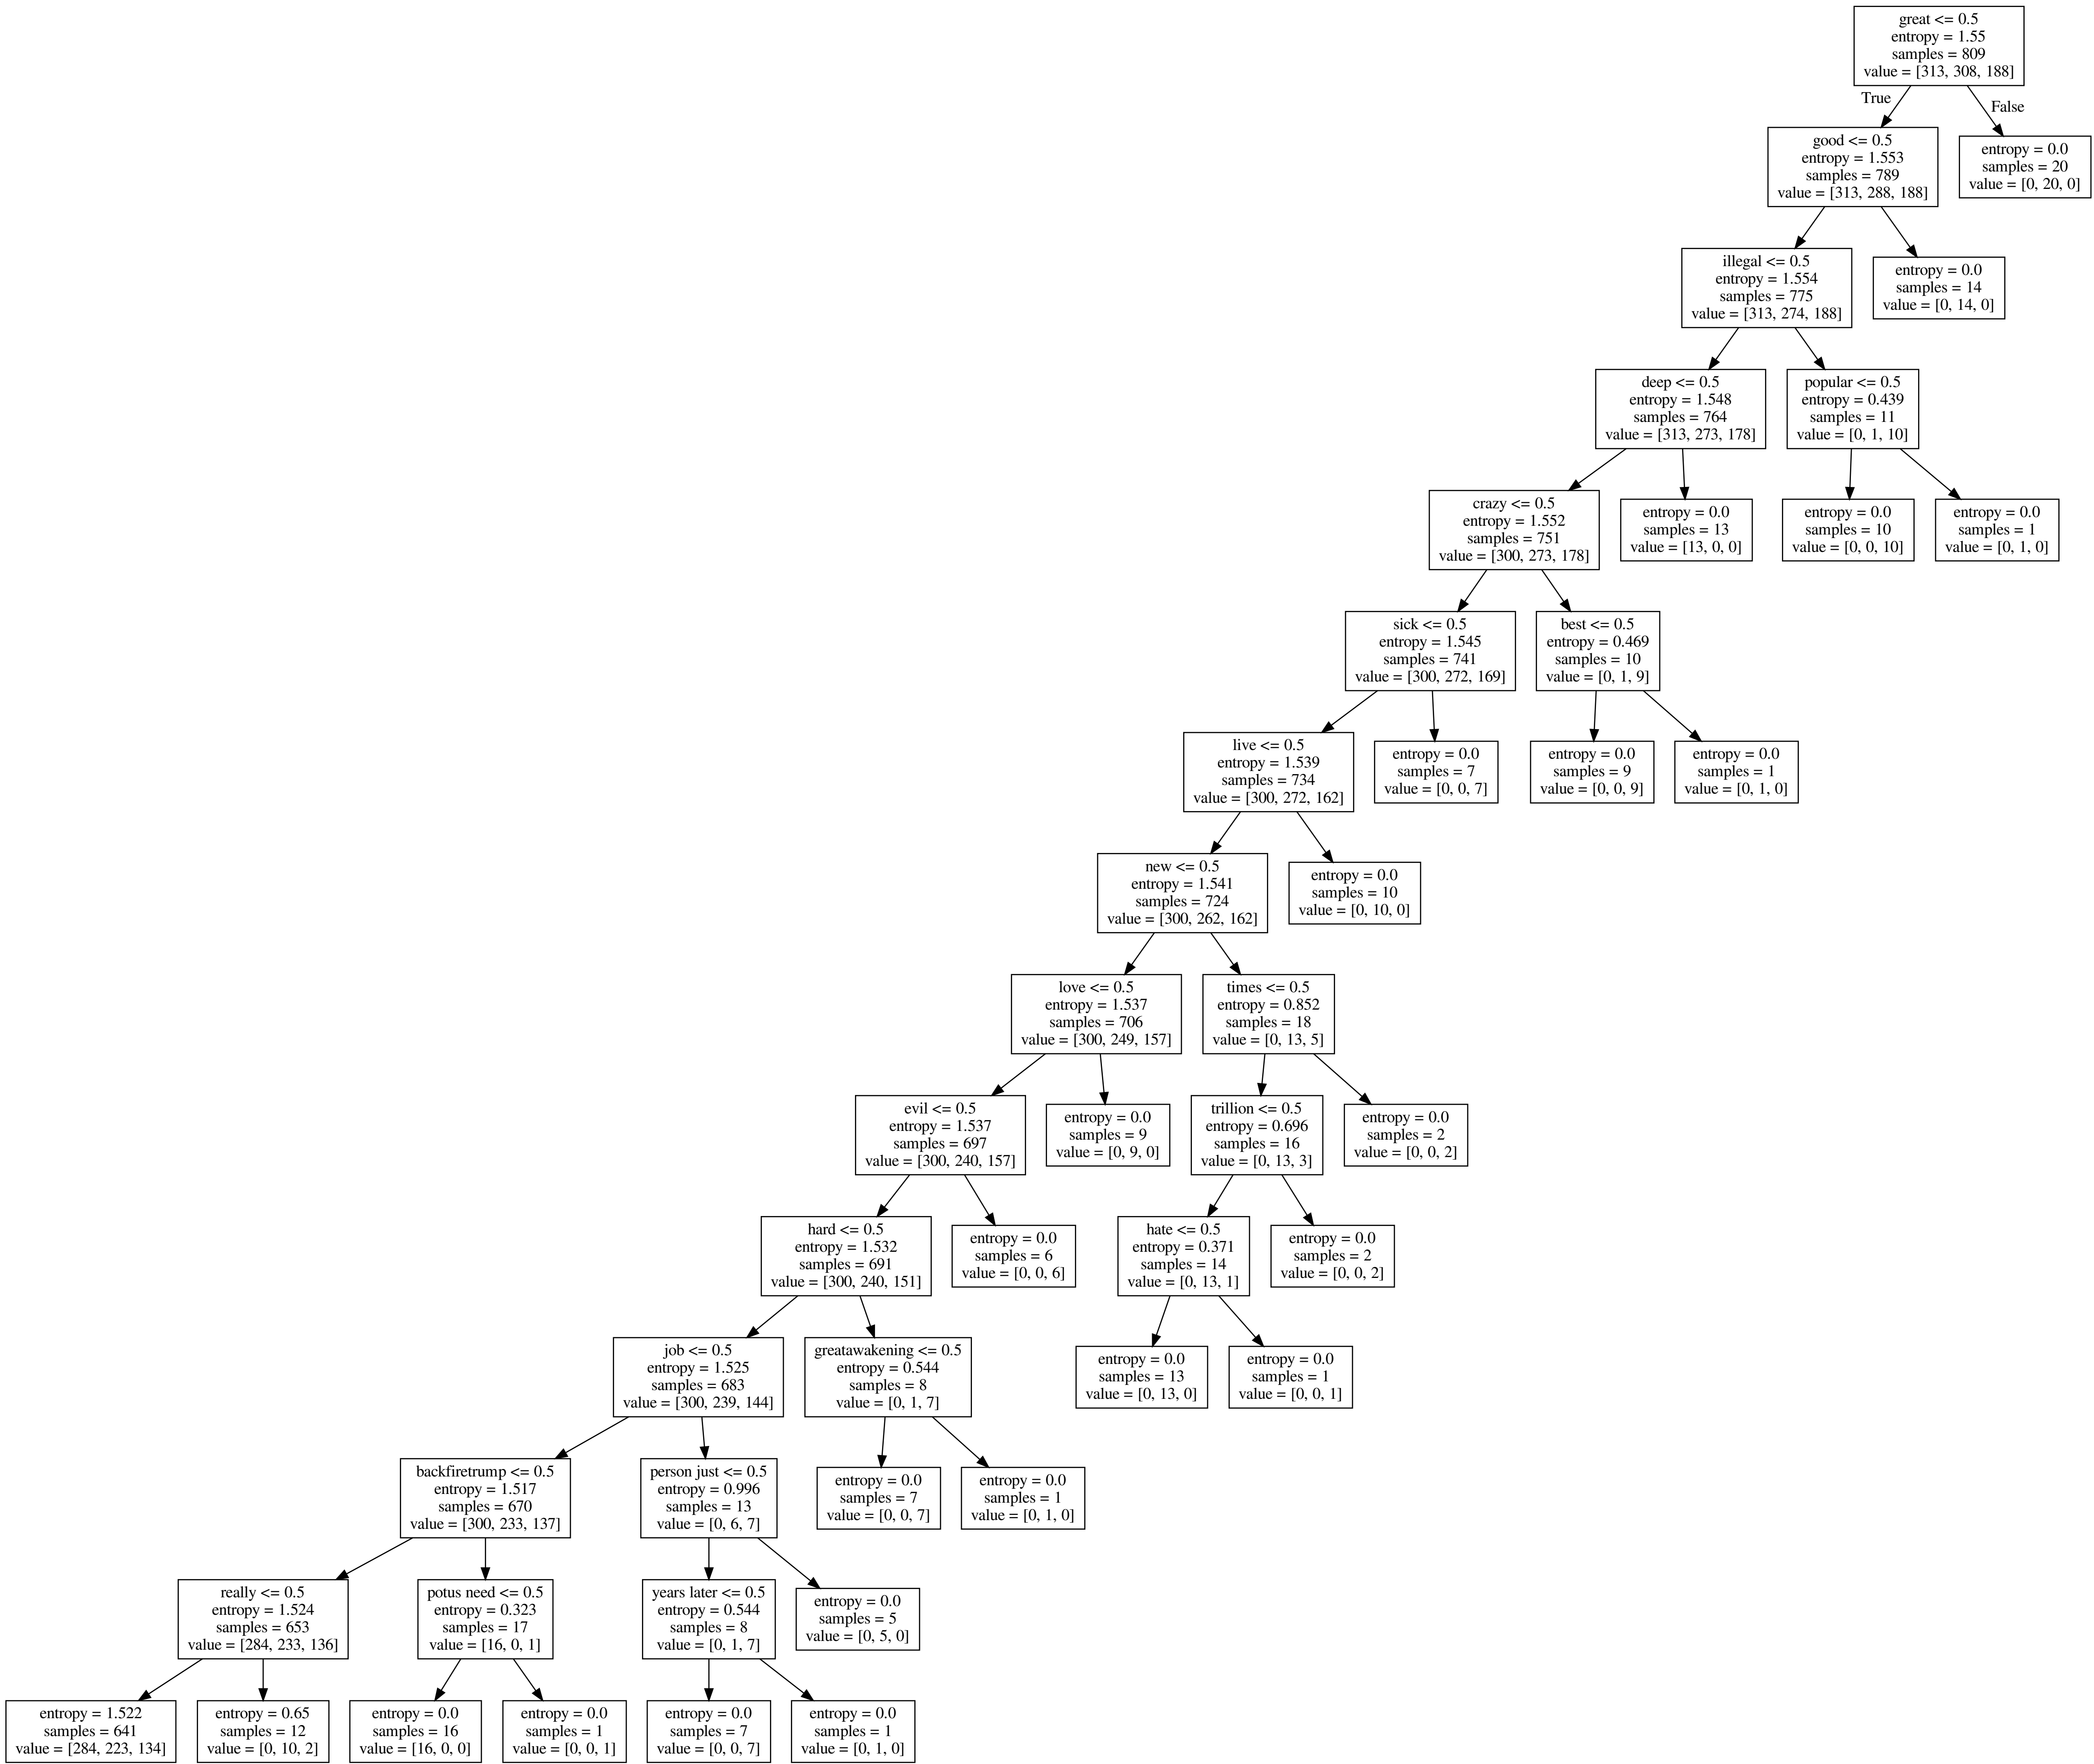 great <= 0.5
entropy = 1.55
samples = 809
value = [313, 308, 188]
True
False
good <= 0.5
entropy = 1.553
samples = 789
value = [313, 288, 188]
entropy = 0.0
samples = 20
value = [0, 20, 0]
illegal <= 0.5
entropy = 1.554
samples = 775
value = [313, 274, 188]
entropy = 0.0
samples = 14
value = [0, 14, 0]
deep <= 0.5
entropy = 1.548
samples = 764
value = [313, 273, 178]
popular <= 0.5
entropy = 0.439
samples = 11
value = [0, 1, 10]
crazy <= 0.5
entropy = 1.552
samples = 751
value = [300, 273, 178]
entropy = 0.0
samples = 13
value = [13, 0, 0]
entropy = 0.0
samples = 10
value = [0, 0, 10]
entropy = 0.0
samples = 1
value = [0, 1, 0]
sick <= 0.5
entropy = 1.545
samples = 741
value = [300, 272, 169]
best <= 0.5
entropy = 0.469
samples = 10
value = [0, 1, 9]
live <= 0.5
entropy = 1.539
samples = 734
value = [300, 272, 162]
entropy = 0.0
samples = 7
value = [0, 0, 7]
entropy = 0.0
samples = 9
value = [0, 0, 9]
entropy = 0.0
samples = 1
value = [0, 1, 0]
new <= 0.5
entropy = 1.541
samples = 724
value = [300, 262, 162]
entropy = 0.0
samples = 10
value = [0, 10, 0]
love <= 0.5
entropy = 1.537
samples = 706
value = [300, 249, 157]
times <= 0.5
entropy = 0.852
samples = 18
value = [0, 13, 5]
evil <= 0.5
entropy = 1.537
samples = 697
value = [300, 240, 157]
entropy = 0.0
samples = 9
value = [0, 9, 0]
trillion <= 0.5
entropy = 0.696
samples = 16
value = [0, 13, 3]
entropy = 0.0
samples = 2
value = [0, 0, 2]
hard <= 0.5
entropy = 1.532
samples = 691
value = [300, 240, 151]
entropy = 0.0
samples = 6
value = [0, 0, 6]
hate <= 0.5
entropy = 0.371
samples = 14
value = [0, 13, 1]
entropy = 0.0
samples = 2
value = [0, 0, 2]
job <= 0.5
entropy = 1.525
samples = 683
value = [300, 239, 144]
greatawakening <= 0.5
entropy = 0.544
samples = 8
value = [0, 1, 7]
entropy = 0.0
samples = 13
value = [0, 13, 0]
entropy = 0.0
samples = 1
value = [0, 0, 1]
backfiretrump <= 0.5
entropy = 1.517
samples = 670
value = [300, 233, 137]
person just <= 0.5
entropy = 0.996
samples = 13
value = [0, 6, 7]
entropy = 0.0
samples = 7
value = [0, 0, 7]
entropy = 0.0
samples = 1
value = [0, 1, 0]
really <= 0.5
entropy = 1.524
samples = 653
value = [284, 233, 136]
potus need <= 0.5
entropy = 0.323
samples = 17
value = [16, 0, 1]
years later <= 0.5
entropy = 0.544
samples = 8
value = [0, 1, 7]
entropy = 0.0
samples = 5
value = [0, 5, 0]
entropy = 1.522
samples = 641
value = [284, 223, 134]
entropy = 0.65
samples = 12
value = [0, 10, 2]
entropy = 0.0
samples = 16
value = [16, 0, 0]
entropy = 0.0
samples = 1
value = [0, 0, 1]
entropy = 0.0
samples = 7
value = [0, 0, 7]
entropy = 0.0
samples = 1
value = [0, 1, 0]